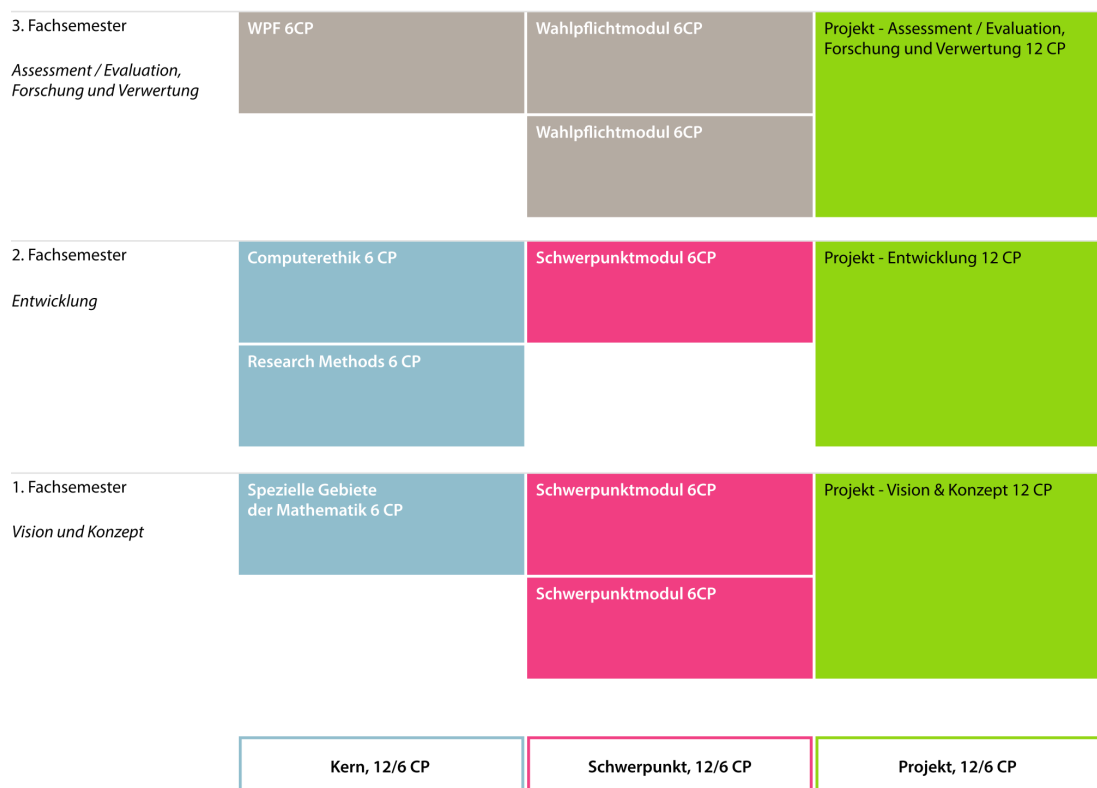 3. Fachsemester
Assessment / Evaluation,
Forschung und Verwertung
WPF 6CP
Wahlpflichtmodul 6CP
Wahlpflichtmodul 6CP
Projekt - Assessment / Evaluation,
Forschung und Verwertung 12 CP
2. Fachsemester
Entwicklung
Computerethik 6 CP
Research Methods 6 CP
Schwerpunktmodul 6CP
Projekt - Entwicklung 12 CP
1. Fachsemester
Vision und Konzept
Spezielle Gebiete
der Mathematik 6 CP
Schwerpunktmodul 6CP
Schwerpunktmodul 6CP
Projekt - Vision & Konzept 12 CP
Kern, 12/6 CP
Schwerpunkt, 12/6 CP
Projekt, 12/6 CP